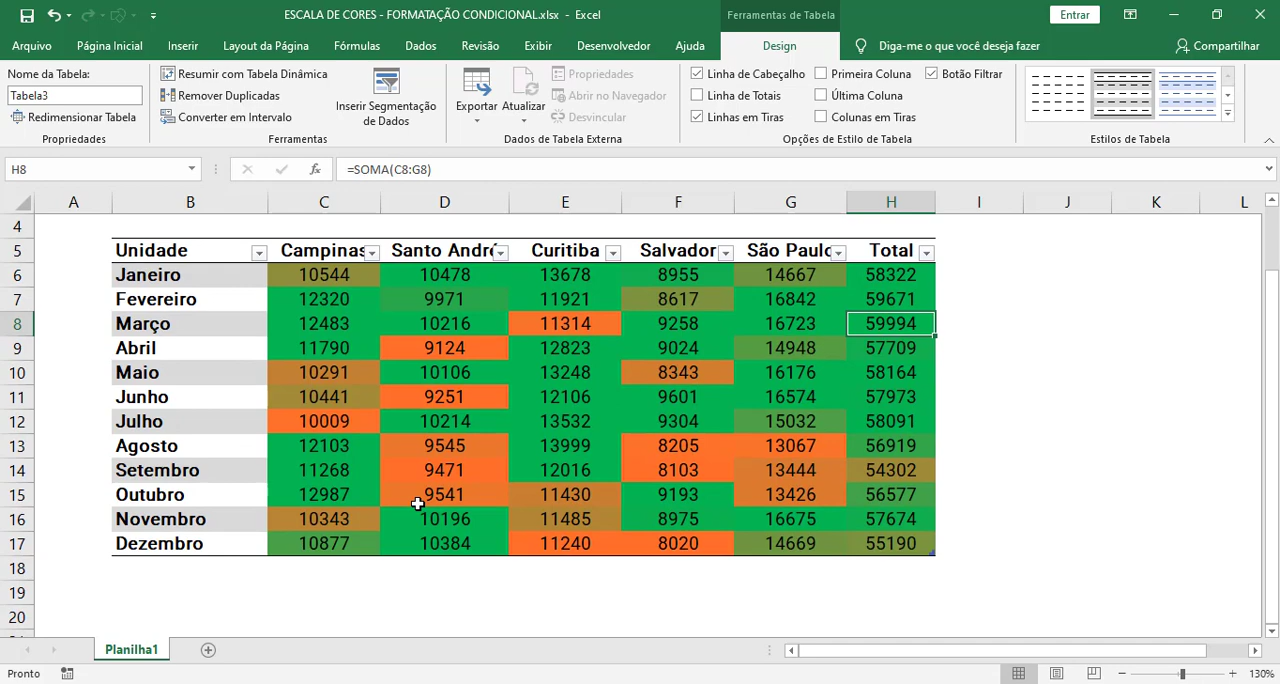 ESCALA DE CORES - FORMATAÇÃO CONDICIONAL.xlsx - Excel
Ferramentas de Tabela
Entrar
Arquivo Página Inicial Inserir Layout da Página Fórmulas Dados Revisão Exibir Desenvolvedor Ajuda Design Diga-me o que você deseja fazer Compartilhar
Nome da Tabela:
Tabela3
Redimensionar Tabela
Propriedades
Resumir com Tabela Dinâmica
Remover Duplicadas
Converter em Intervalo
Ferramentas
Inserir Segmentação
de Dados
Exportar Atualizar
Propriedades
Abrir no Navegador
Desvincular
Dados de Tabela Externa
Linha de Cabeçalho Primeira Coluna Botão Filtrar
Linha de Totais Última Coluna
Linhas em Tiras Colunas em Tiras
Opções de Estilo de Tabela
Estilos de Tabela
H8 fx =SOMA(C8:G8)
A B C D E F G H I J K L
4
5 Unidade Campinas Santo André Curitiba Salvador São Paulo Total
6 Janeiro 10544 10478 13678 8955 14667 58322
7 Fevereiro 12320 9971 11921 8617 16842 59671
8 Março 12483 10216 11314 9258 16723 59994
9 Abril 11790 9124 12823 9024 14948 57709
10 Maio 10291 10106 13248 8343 16176 58164
11 Junho 10441 9251 12106 9601 16574 57973
12 Julho 10009 10214 13532 9304 15032 58091
13 Agosto 12103 9545 13999 8205 13067 56919
14 Setembro 11268 9471 12016 8103 13444 54302
15 Outubro 12987 9541 11430 9193 13426 56577
16 Novembro 10343 10196 11485 8975 16675 57674
17 Dezembro 10877 10384 11240 8020 14669 55190
18
19
20
Planilha1
Pronto
130%